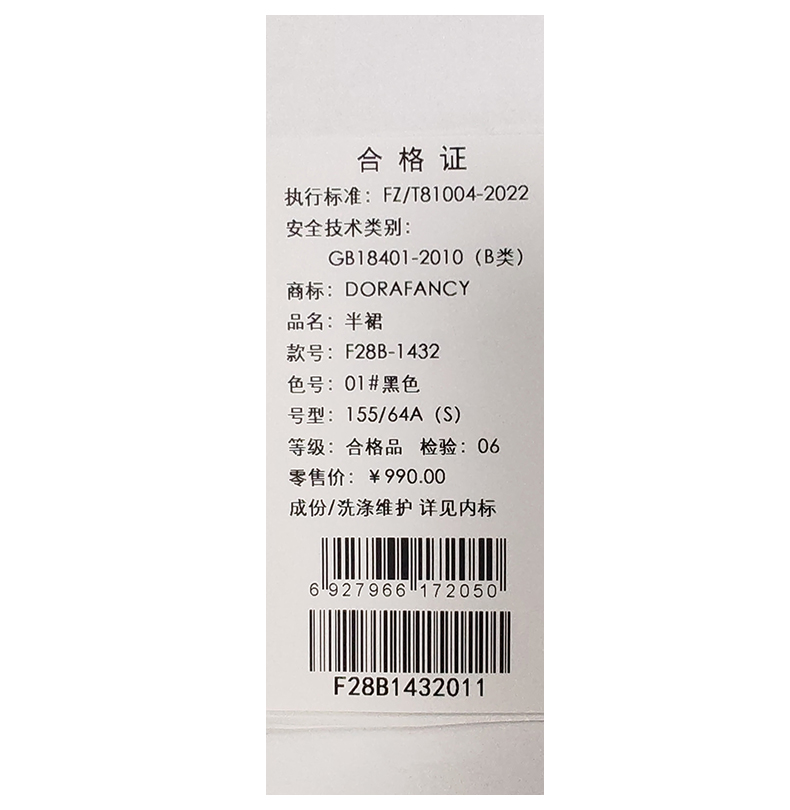 合格证
执行标准：FZ/T81004-2022
安全技术类别：
GB18401-2010（B类）
商标：DORAFANCY
品名：半裙
款号：F28B-1432
色号：01#黑色
号型：155/64A（S）
等级：合格品 检验：06
零售价：￥990.00
成份/洗涤维护 详见内标
6 927966 172050
F28B1432011